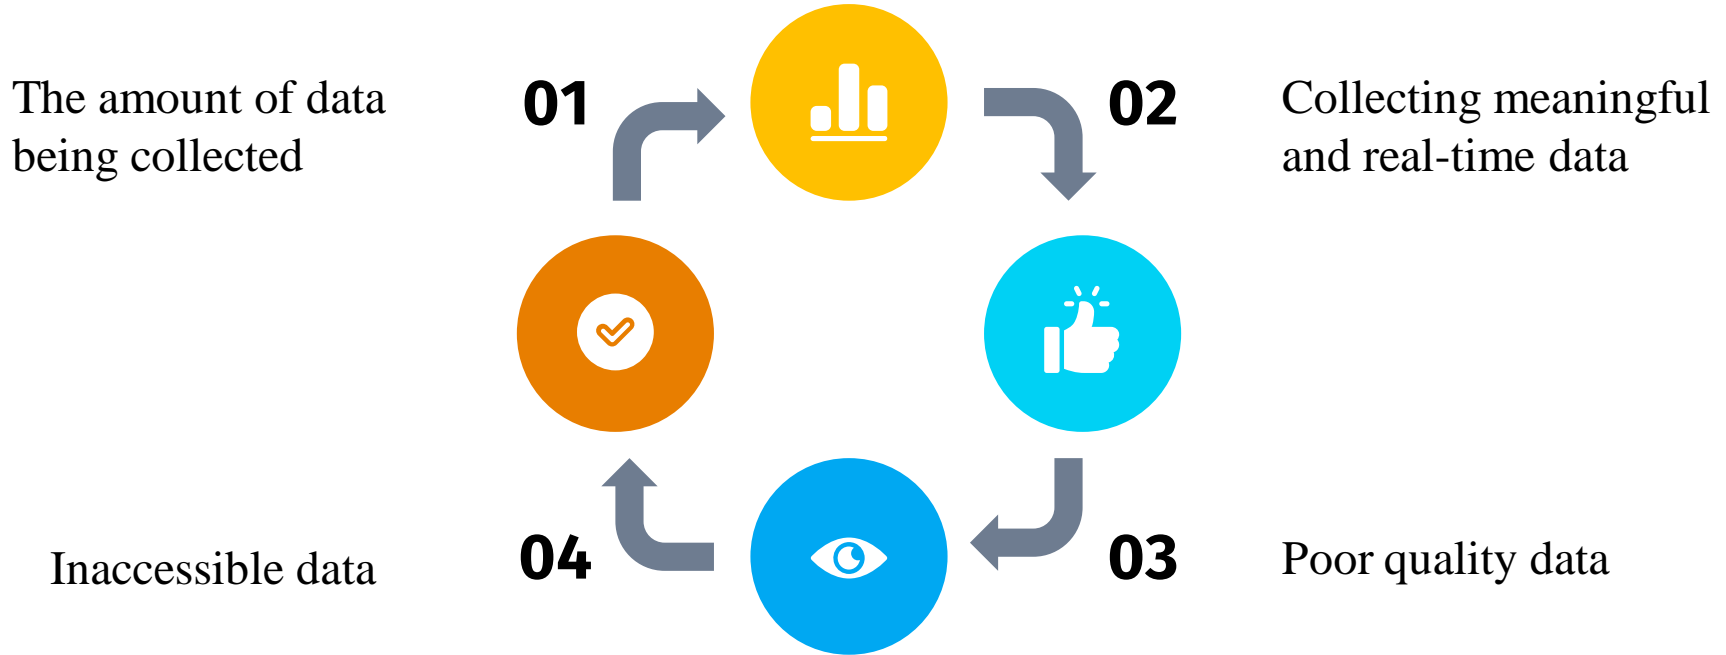 The amount of data
being collected
01
02
Collecting meaningful
and real-time data
Inaccessible data
04
03
Poor quality data